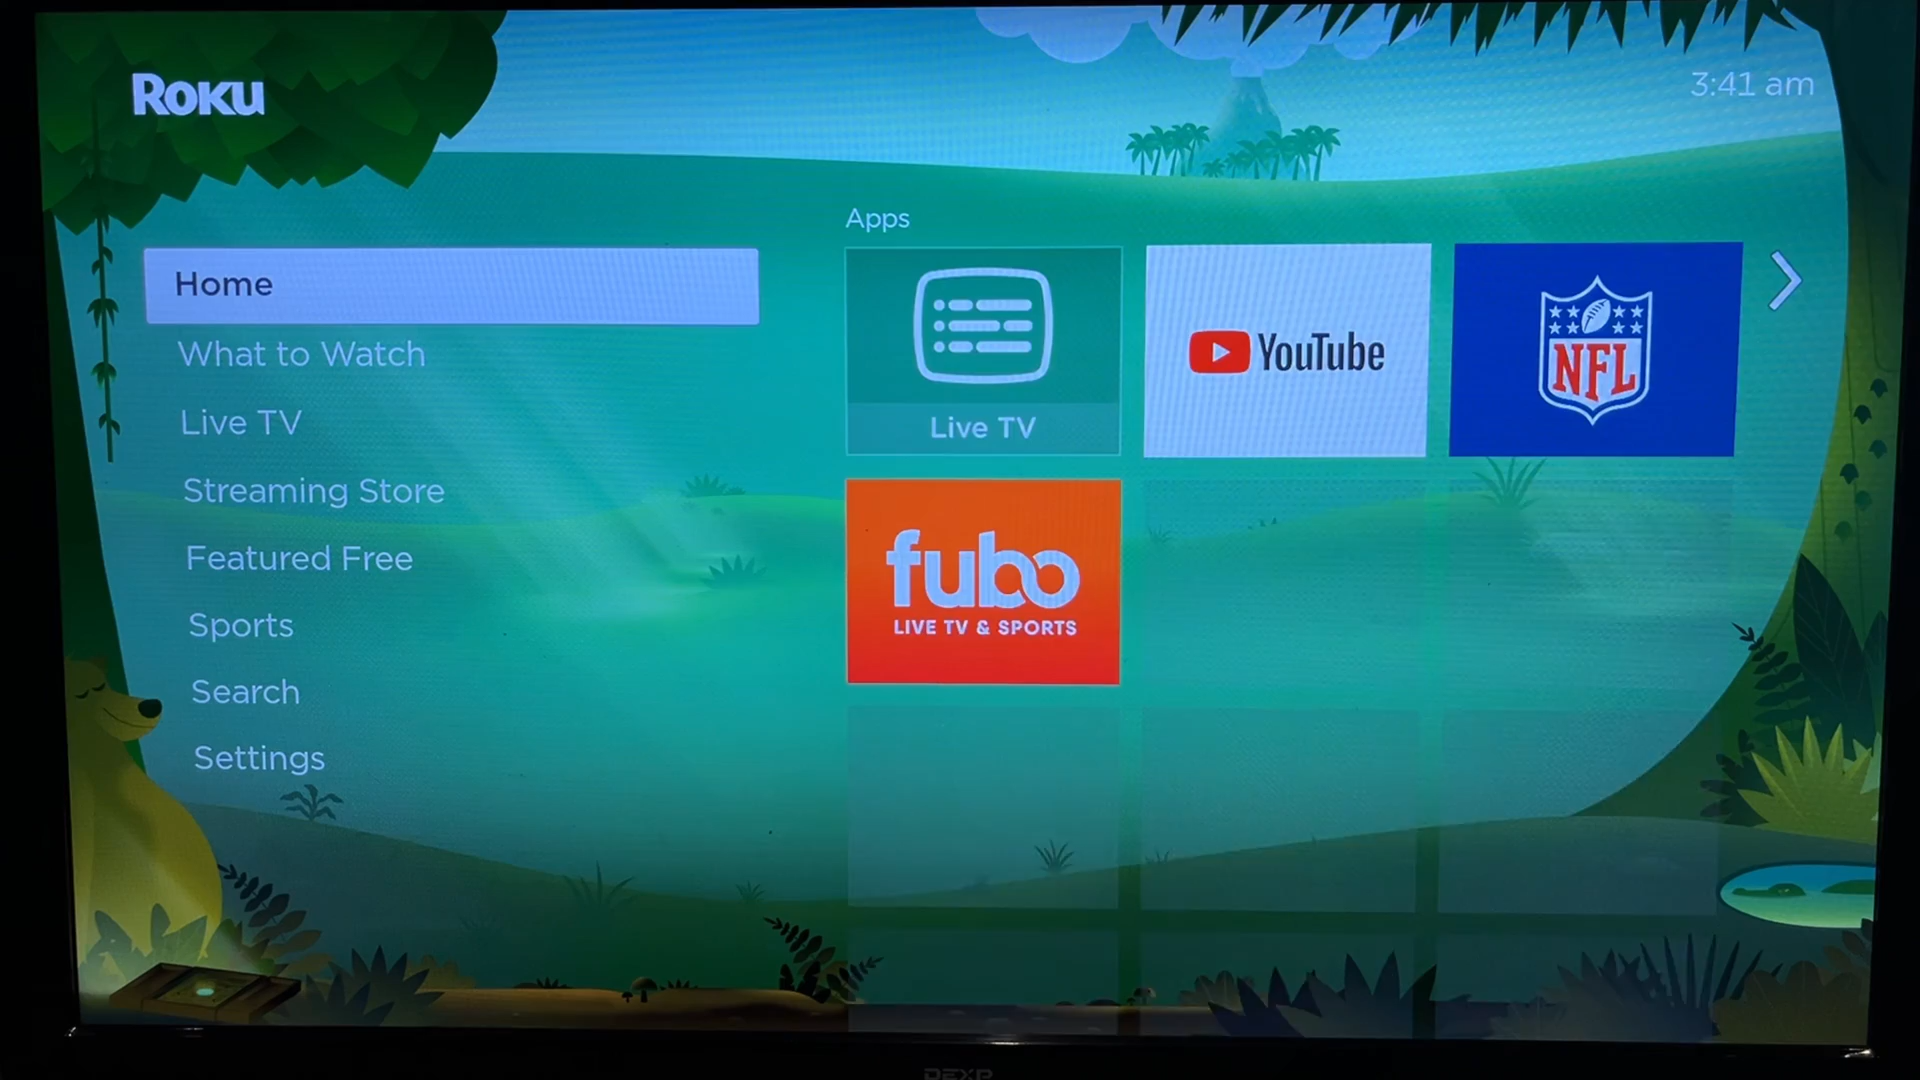 Roku
3:41 am
Home
What to Watch
Live TV
Streaming Store
Featured Free
Sports
Search
Settings
Apps
Live TV
YouTube
NFL
fubo
LIVE TV & SPORTS
DEXP